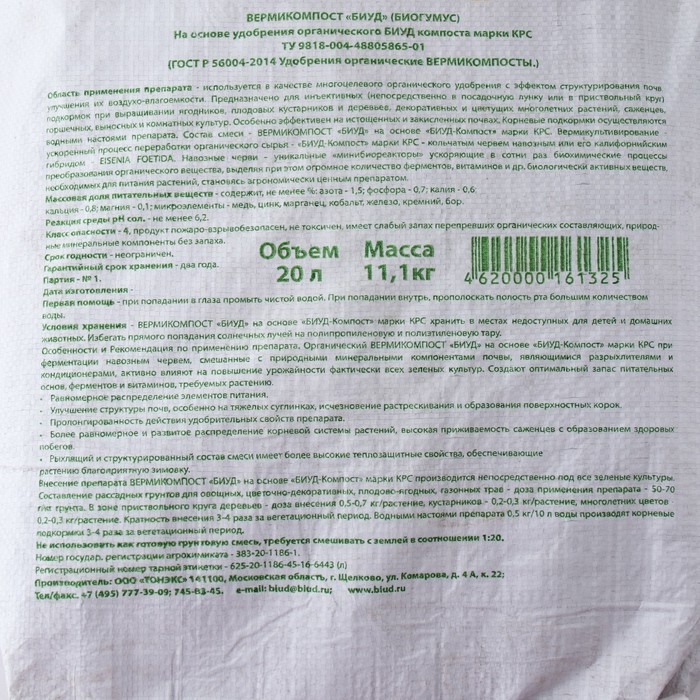 ВЕРМИКОМПОСТ «БИУД» (БИОГУМУС)
На основе удобрения органического БИУД компоста марки КРС
ТУ 9818-004-48805865-01
(ГОСТ Р 56004-2014 Удобрения органические ВЕРМИКОМПОСТЫ.)
Область применения препарата - используется в качестве многоцелевого органического удобрения с эффектом структурирования почв
улучшения их воздухо-влагоемкости. Предназначено для инъективных (непосредственно в посадочную лунку или в приствольный круг)
подкормок при выращивании ягодников, плодовых кустарников и деревьев, декоративных и цветущих многолетних растений, саженцев,
горшечных, выносных и комнатных культур. Особенно эффективен на истощенных и закисленных почвах. Корневые подкормки осуществляются
водными настоями препарата. Состав смеси - ВЕРМИКОМПОСТ «БИУД» на основе «БИУД-Компост» марки КРС. Вермикультивирование -
ускоренный процесс переработки органического сырья - «БИУД-Компост» марки КРС - кольчатым червем навозным или его калифорнийским
гибридом - EISENIA FOETIDA. Навозные черви - уникальные «минибиореакторы» ускоряющие в сотни раз биохимические процессы
преобразования органического вещества, выделяя при этом огромное количество ферментов, витаминов и др. биологически активных веществ,
необходимых для питания растений, становясь агрономически ценным препаратом.
Массовая доля питательных веществ - содержит, не менее %: азота - 1,5; фосфора - 0,7; калия - 0,6;
кальция - 0,8; магния - 0,1; микроэлементы - медь, цинк, марганец, кобальт, железо, кремний, бор.
Реакция среды pH сол. - не менее 6,2.
Класс опасности - 4, продукт пожаро-взрывобезопасен, не токсичен, имеет слабый запах перепревших органических составляющих, природ-
ные минеральные компоненты без запаха.
Срок годности - неограничен.
Гарантийный срок хранения - два года.
Партия - № 1.
Дата изготовления -
Объем
20 л
Масса
11,1кг
4 620000 161325
Первая помощь - при попадании в глаза промыть чистой водой. При попадании внутрь, прополоскать полость рта большим количеством
воды.
Условия хранения - ВЕРМИКОМПОСТ «БИУД» на основе «БИУД-Компост» марки КРС хранить в местах недоступных для детей и домашних
животных. Избегать прямого попадания солнечных лучей на полипропиленовую и полиэтиленовую тару.
Особенности и Рекомендация по применению препарата. Органический ВЕРМИКОМПОСТ «БИУД» на основе «БИУД-Компост» марки КРС при
ферментации навозным червем, смешанные с природными минеральными компонентами почвы, являющимися разрыхлителями и
кондиционерами, активно влияют на повышение урожайности фактически всех зеленых культур. Создают оптимальный запас питательных
основ, ферментов и витаминов, требуемых растению.
- Равномерное распределение элементов питания.
- Улучшение структуры почв, особенно на тяжелых суглинках, исчезновение растрескивания и образования поверхностных корок.
- Пролонгированность действия удобрительных свойств препарата.
- Более равномерное и развитое распределение корневой системы растений, высокая приживаемость саженцев с образованием здоровых
побегов.
- Рыхлящий и структурированный состав смеси имеет более высокие теплозащитные свойства, обеспечивающие
растению благоприятную зимовку.
Внесение препарата ВЕРМИКОМПОСТ «БИУД» на основе «БИУД-Компост» марки КРС производится непосредственно под все зеленые культуры.
Составление рассадных грунтов для овощных, цветочно-декоративных, плодово-ягодных, газонных трав - доза применения препарата - 50-70
г/кг грунта. В зоне приствольного круга деревьев - доза внесения 0,5-0,7 кг/растение, кустарников - 0,2-0,3 кг/растение, многолетних цветов -
0,2-0,3 кг/растение. Кратность внесения 3-4 раза за вегетационный период. Водными настоями препарата 0,5 кг/10 л воды производят корневые
подкормки 3-4 раза за вегетационный период.
Не использовать как готовую грунтовую смесь, требуется смешивать с землей в соотношении 1:20.
Номер государ. регистрации агрохимиката - 383-20-1186-1.
Регистрационный номер тарной этикетки - 625-20-1186-45-16-6443 (л)
Производитель: ООО «ТОНЭКС» 141100, Московская область, г. Щелково, ул. Комарова, д. 4 А, к. 22;
Тел/факс. +7 (495) 777-39-09; 745-83-45. e-mail: biud@biud.ru; www.biud.ru